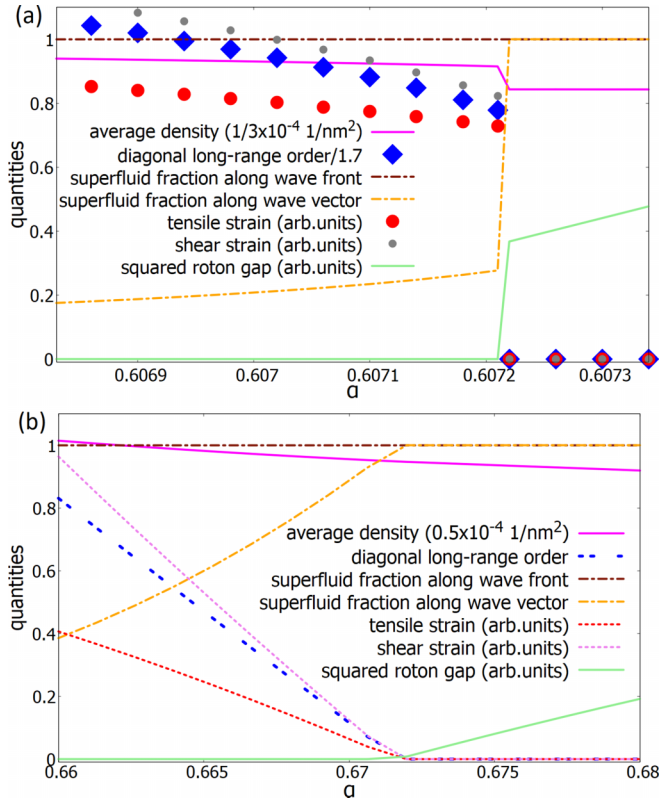 (a)
1
0.8
0.6
0.4
0.2
0
quantities
average density (1/3x10⁻⁴ 1/nm²)
diagonal long-range order/1.7
superfluid fraction along wave front
superfluid fraction along wave vector
tensile strain (arb.units)
shear strain (arb.units)
squared roton gap (arb.units)
0.6069 0.607 0.6071 0.6072 0.6073
α
(b)
1
0.8
0.6
0.4
0.2
0
quantities
average density (0.5x10⁻⁴ 1/nm²)
diagonal long-range order
superfluid fraction along wave front
superfluid fraction along wave vector
tensile strain (arb.units)
shear strain (arb.units)
squared roton gap (arb.units)
0.66 0.665 0.67 0.675 0.68
α